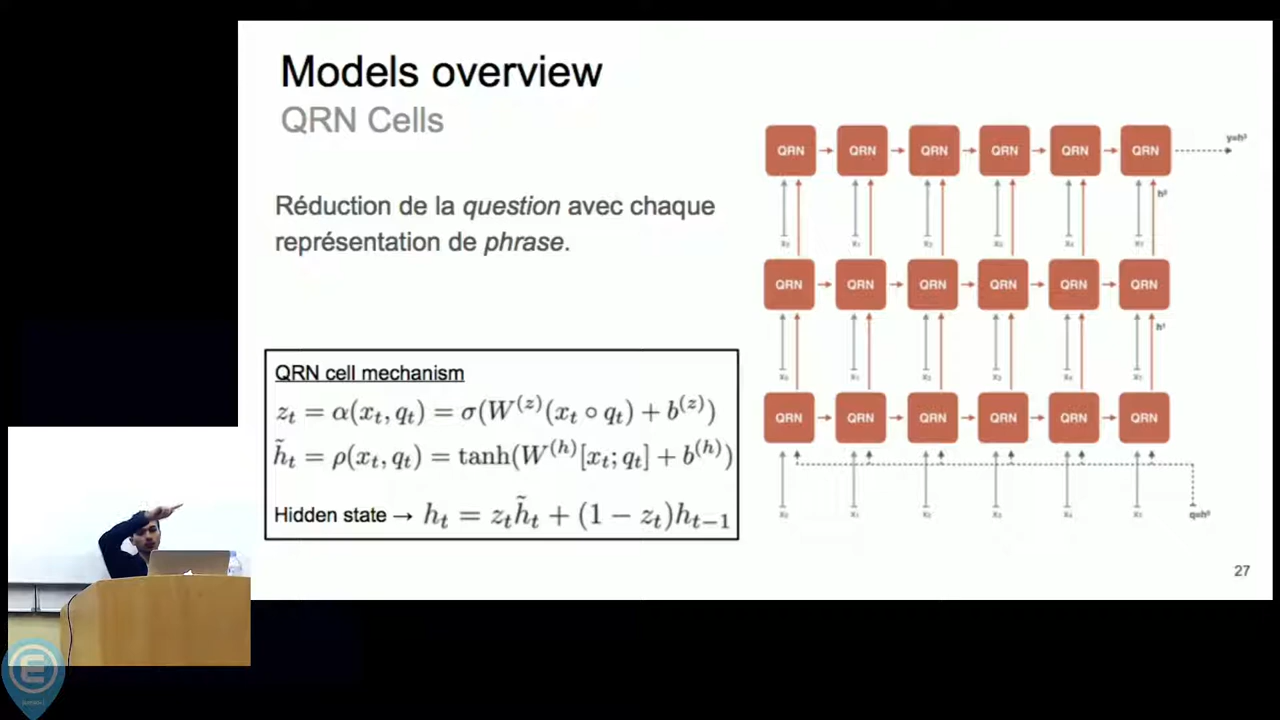 Models overview
QRN Cells
Réduction de la question avec chaque
représentation de phrase.
QRN cell mechanism
z_t = α(x_t, q_t) = σ(W^(z)(x_t ∘ q_t) + b^(z))
h̃_t = ρ(x_t, q_t) = tanh(W^(h)[x_t; q_t] + b^(h))
Hidden state → h_t = z_t h̃_t + (1 − z_t)h_{t−1}
QRN QRN QRN QRN QRN QRN
QRN QRN QRN QRN QRN QRN
QRN QRN QRN QRN QRN QRN
27
E